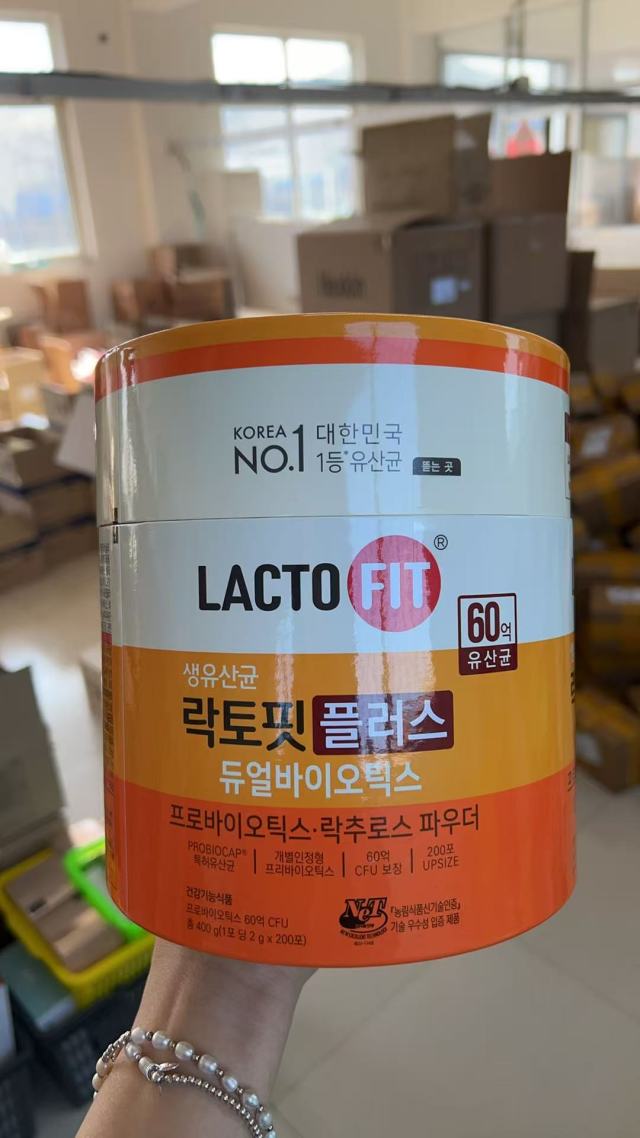 KOREA 대한민국
NO.1 1등*유산균 뜯는 곳
LACTO FIT®
60억
유산균
생유산균
락토핏 플러스
듀얼바이오틱스
프로바이오틱스·락추로스 파우더
PROBIOCAP® 특허유산균
개별인정형 프리바이오틱스
60억 CFU 보장
200포 UPSIZE
건강기능식품
프로바이오틱스 60억 CFU
총 400 g(1포 당 2 g x 200포)
NET
「농림식품신기술인증」
기술 우수성 입증 제품